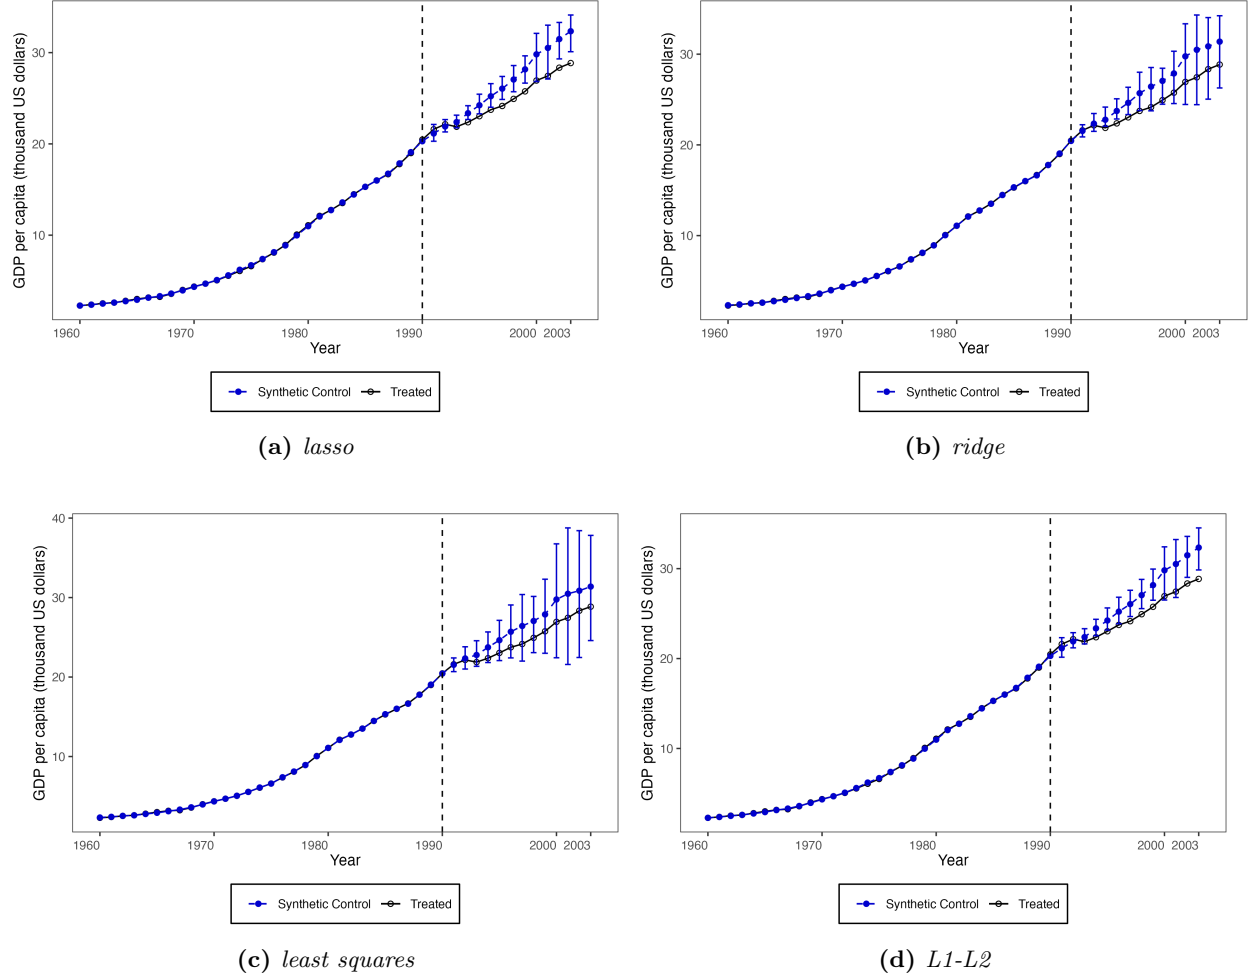 GDP per capita (thousand US dollars)
30
20
10
1960 1970 1980 1990 2000 2003
Year
Synthetic Control Treated
(a) lasso
GDP per capita (thousand US dollars)
30
20
10
1960 1970 1980 1990 2000 2003
Year
Synthetic Control Treated
(b) ridge
GDP per capita (thousand US dollars)
40
30
20
10
1960 1970 1980 1990 2000 2003
Year
Synthetic Control Treated
(c) least squares
GDP per capita (thousand US dollars)
30
20
10
1960 1970 1980 1990 2000 2003
Year
Synthetic Control Treated
(d) L1-L2